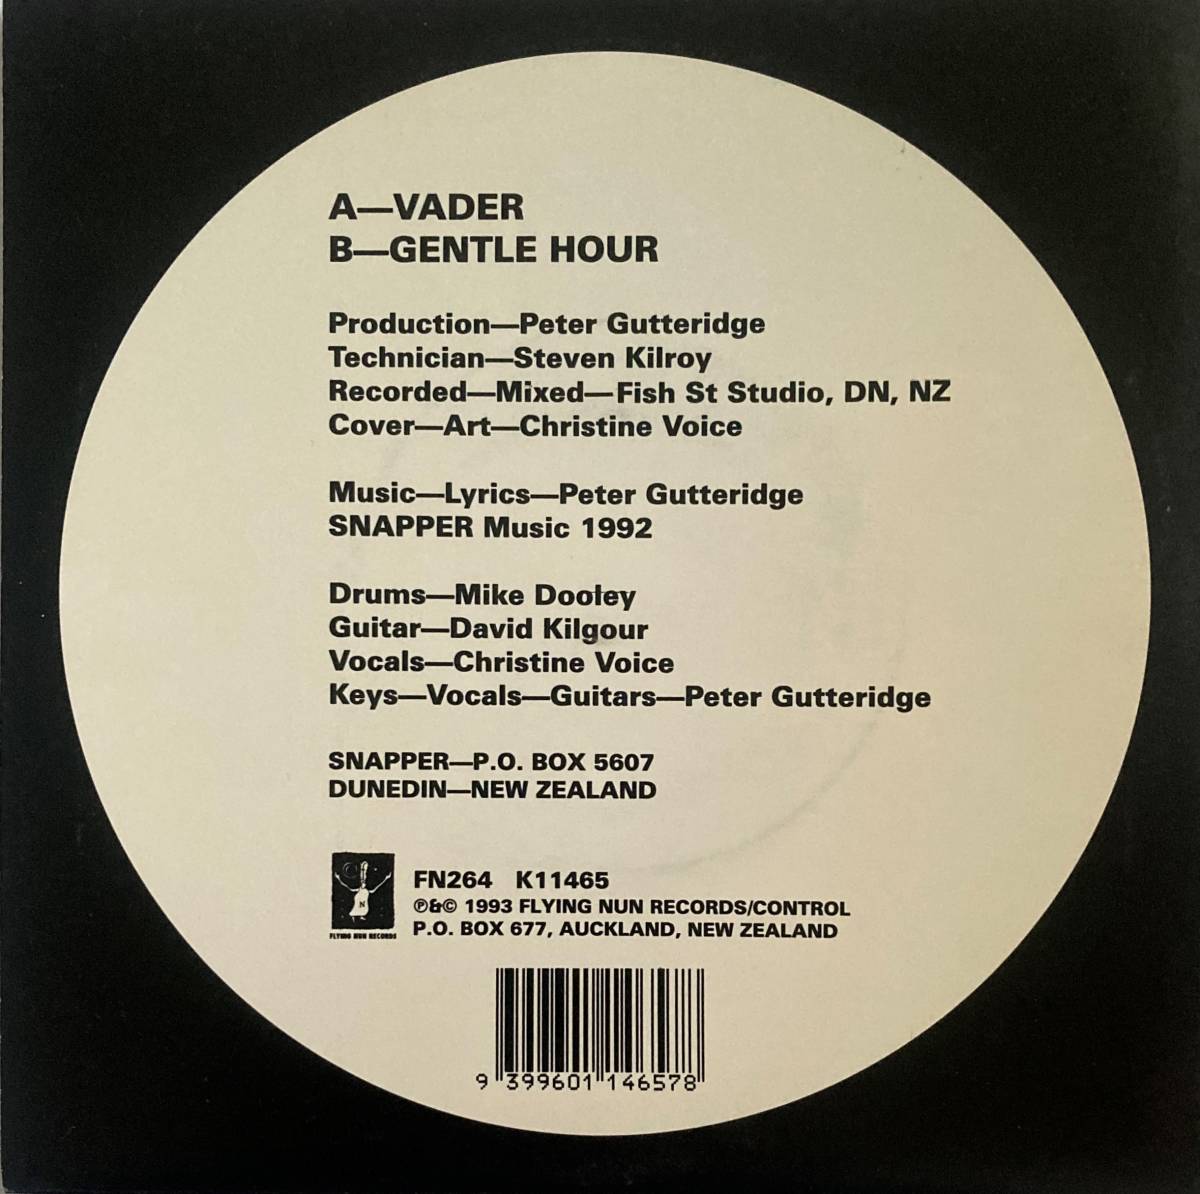 A—VADER
B—GENTLE HOUR
Production—Peter Gutteridge
Technician—Steven Kilroy
Recorded—Mixed—Fish St Studio, DN, NZ
Cover—Art—Christine Voice
Music—Lyrics—Peter Gutteridge
SNAPPER Music 1992
Drums—Mike Dooley
Guitar—David Kilgour
Vocals—Christine Voice
Keys—Vocals—Guitars—Peter Gutteridge
SNAPPER—P.O. BOX 5607
DUNEDIN—NEW ZEALAND
N
FLYING NUN RECORDS
FN264 K11465
℗&© 1993 FLYING NUN RECORDS/CONTROL
P.O. BOX 677, AUCKLAND, NEW ZEALAND
9 399601 146578